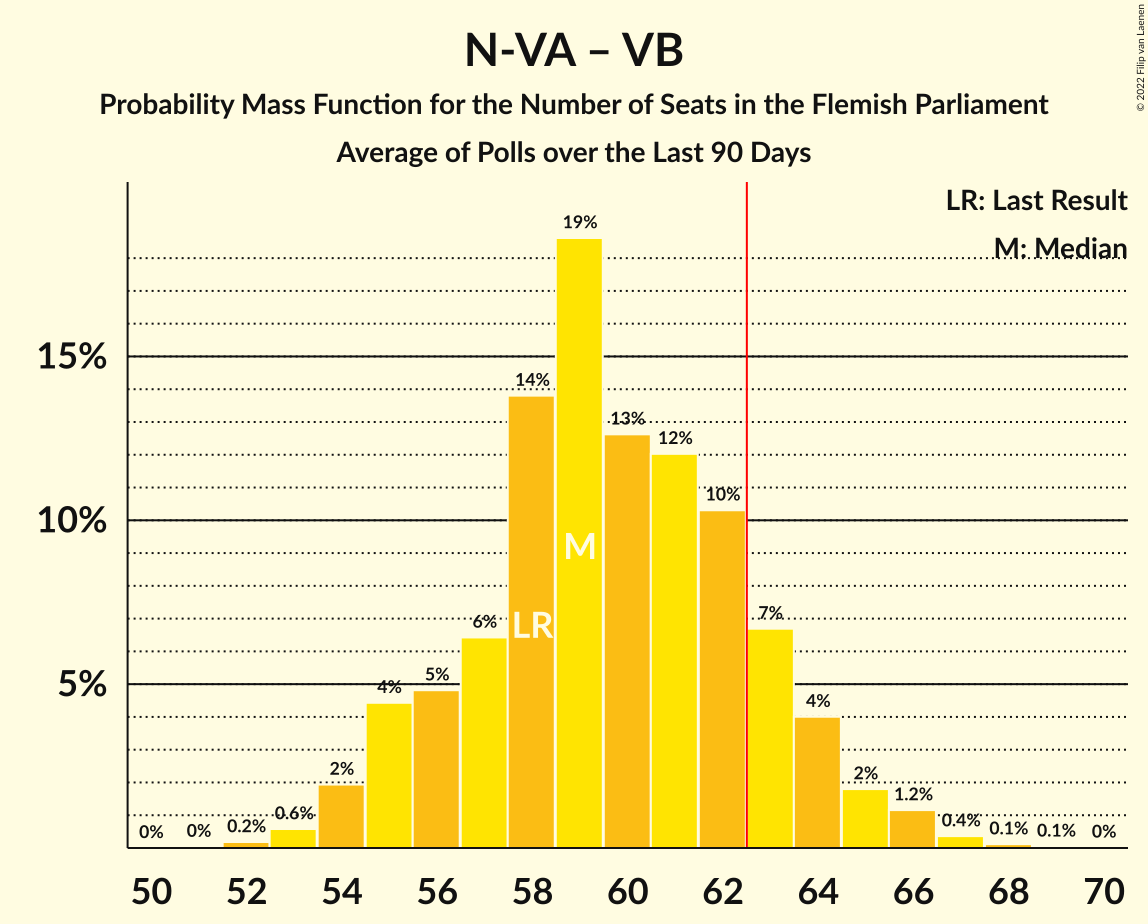 N-VA – VB
Probability Mass Function for the Number of Seats in the Flemish Parliament
Average of Polls over the Last 90 Days
© 2022 Filip van Laenen
LR: Last Result
M: Median
15%
10%
5%
0%
0%
0.2%
0.6%
2%
4%
5%
6%
14%
19%
13%
12%
10%
7%
4%
2%
1.2%
0.4%
0.1%
0.1%
0%
LR
M
50 52 54 56 58 60 62 64 66 68 70